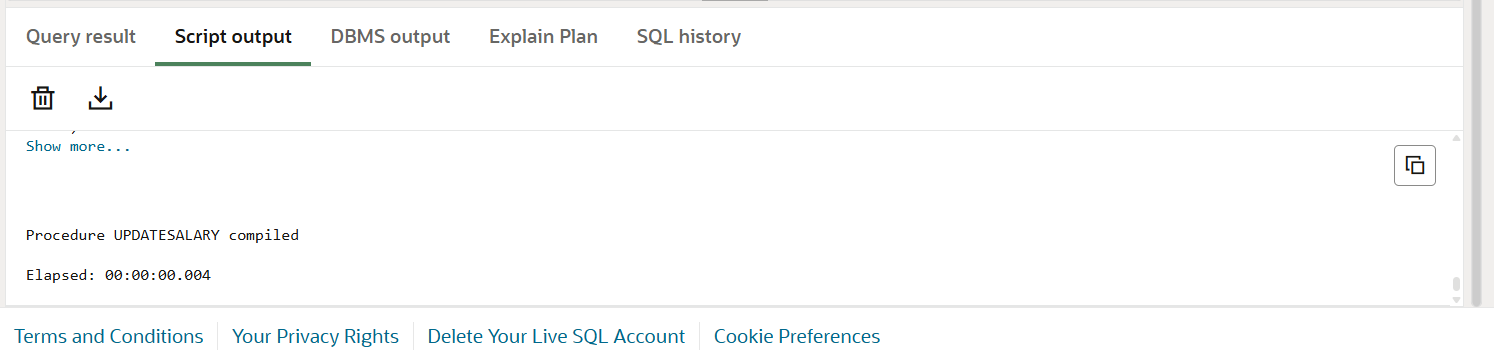 Query result Script output DBMS output Explain Plan SQL history
Show more...
Procedure UPDATESALARY compiled
Elapsed: 00:00:00.004
Terms and Conditions Your Privacy Rights Delete Your Live SQL Account Cookie Preferences